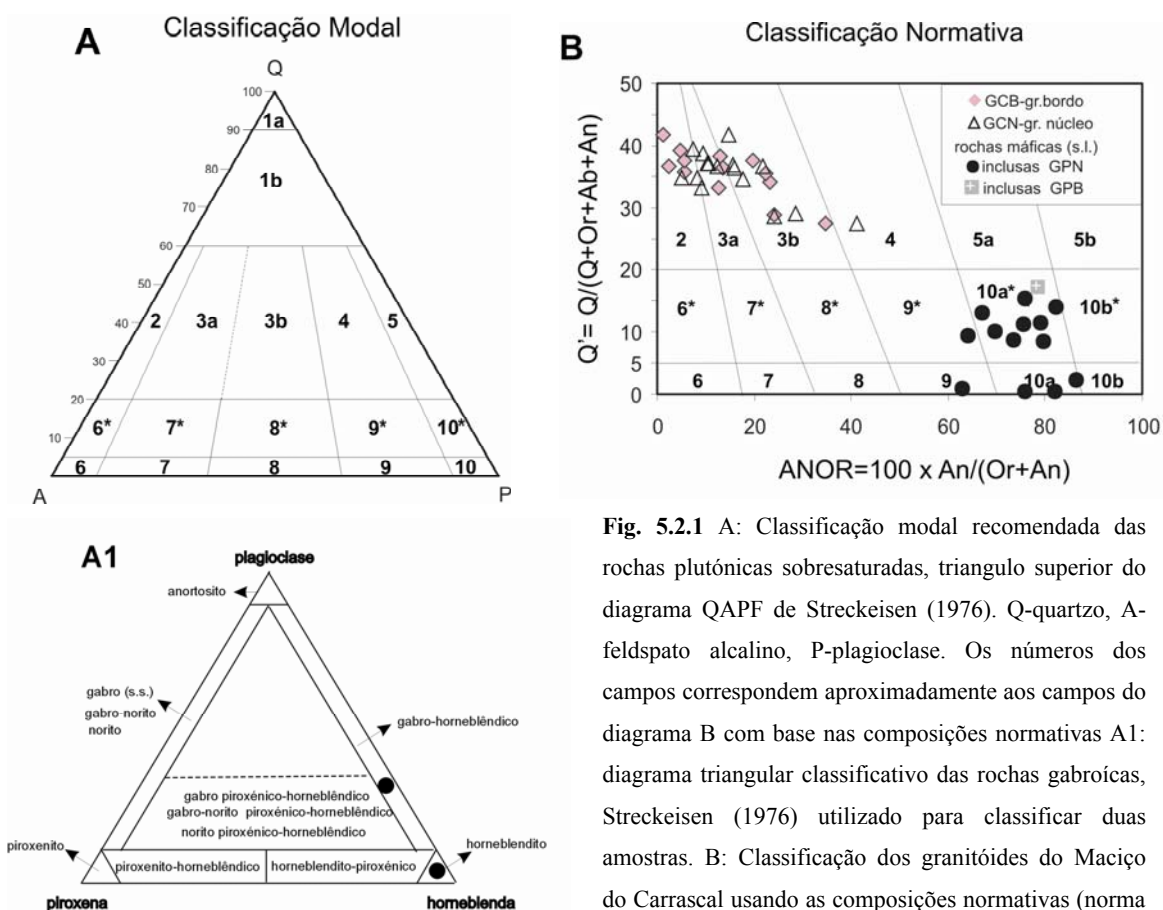 A
Classificação Modal
Q
100
1a
90
80
1b
70
60
50
2
3a
3b
4
5
40
30
20
6*
7*
8*
9*
10*
10
6
7
8
9
10
A
P
B
Classificação Normativa
50
40
30
20
10
5
0
Q'= Q/(Q+Or+Ab+An)
GCB-gr.bordo
GCN-gr. núcleo
rochas máficas (s.l.)
inclusas GPN
inclusas GPB
2
3a
3b
4
5a
5b
6*
7*
8*
9*
10a*
10b*
6
7
8
9
10a
10b
0
20
40
60
80
100
ANOR=100 x An/(Or+An)
A1
plagioclase
anortosito
gabro (s.s.)
gabro-norito
norito
gabro-horneblêndico
gabro piroxénico-horneblêndico
gabro-norito piroxénico-horneblêndico
norito piroxénico-horneblêndico
piroxenito
horneblendito
piroxenito-horneblêndico
horneblendito-piroxénico
piroxena
horneblenda
Fig. 5.2.1 A: Classificação modal recomendada das
rochas plutónicas sobresaturadas, triangulo superior do
diagrama QAPF de Streckeisen (1976). Q-quartzo, A-
feldspato alcalino, P-plagioclase. Os números dos
campos correspondem aproximadamente aos campos do
diagrama B com base nas composições normativas A1:
diagrama triangular classificativo das rochas gabroícas,
Streckeisen (1976) utilizado para classificar duas
amostras. B: Classificação dos granitóides do Maciço
do Carrascal usando as composições normativas (norma